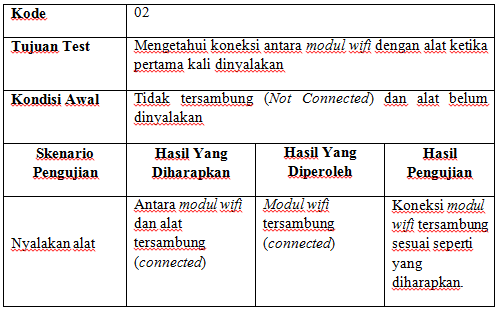 Kode
02
Tujuan Test
Mengetahui koneksi antara modul wifi dengan alat ketika
pertama kali dinyalakan
Kondisi Awal
Tidak tersambung (Not Connected) dan alat belum
dinyalakan
Skenario
Pengujian
Hasil Yang
Diharapkan
Hasil Yang
Diperoleh
Hasil
Pengujian
Nyalakan alat
Antara modul wifi
dan alat
tersambung
(connected)
Modul wifi
tersambung
(connected)
Koneksi modul
wifi tersambung
sesuai seperti
yang
diharapkan.